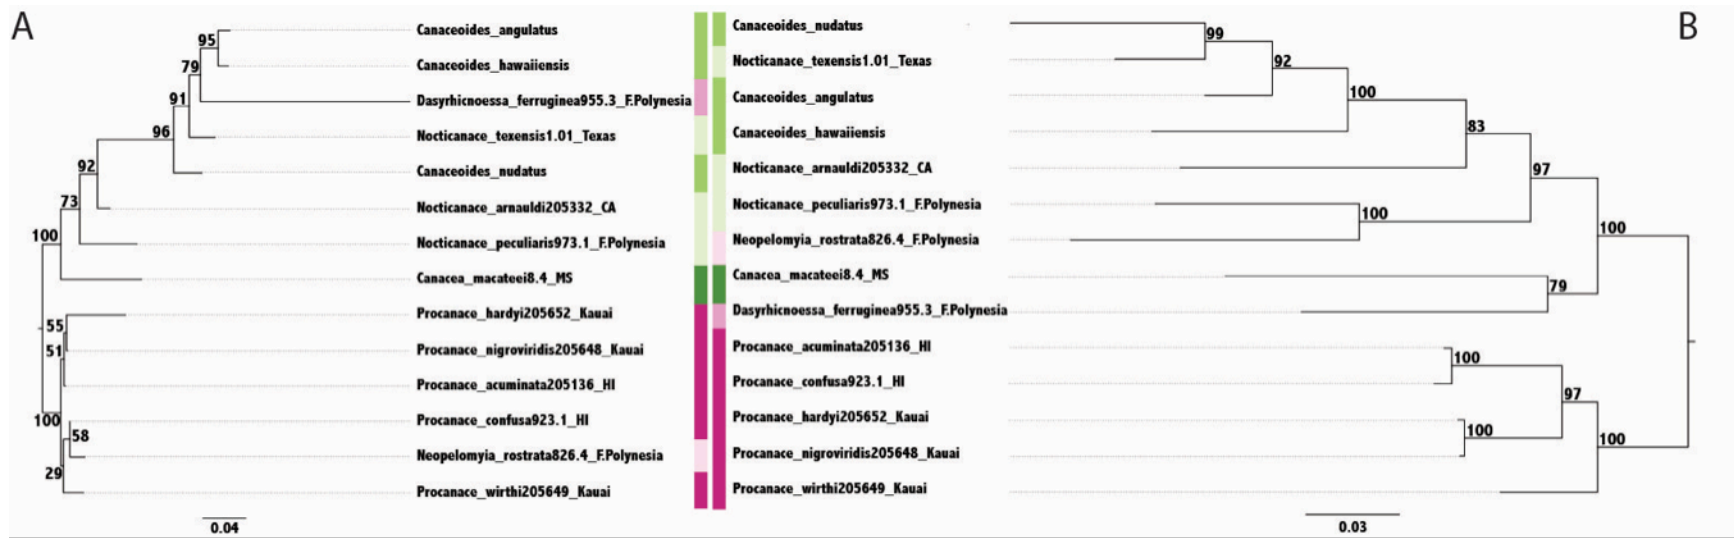 A
B
Canaceoides_angulatus
Canaceoides_hawaiiensis
Dasyrhicnoessa_ferruginea955.3_F.Polynesia
Nocticanace_texensis1.01_Texas
Canaceoides_nudatus
Nocticanace_arnauldi205332_CA
Nocticanace_peculiaris973.1_F.Polynesia
Canacea_macateei8.4_MS
Procanace_hardyi205652_Kauai
Procanace_nigroviridis205648_Kauai
Procanace_acuminata205136_HI
Procanace_confusa923.1_HI
Neopelomyia_rostrata826.4_F.Polynesia
Procanace_wirthi205649_Kauai
95
79
91
96
92
73
100
55
51
100
58
29
0.04
Canaceoides_nudatus
Nocticanace_texensis1.01_Texas
Canaceoides_angulatus
Canaceoides_hawaiiensis
Nocticanace_arnauldi205332_CA
Nocticanace_peculiaris973.1_F.Polynesia
Neopelomyia_rostrata826.4_F.Polynesia
Canacea_macateei8.4_MS
Dasyrhicnoessa_ferruginea955.3_F.Polynesia
Procanace_acuminata205136_HI
Procanace_confusa923.1_HI
Procanace_hardyi205652_Kauai
Procanace_nigroviridis205648_Kauai
Procanace_wirthi205649_Kauai
99
92
100
83
97
100
100
79
100
97
100
100
0.03